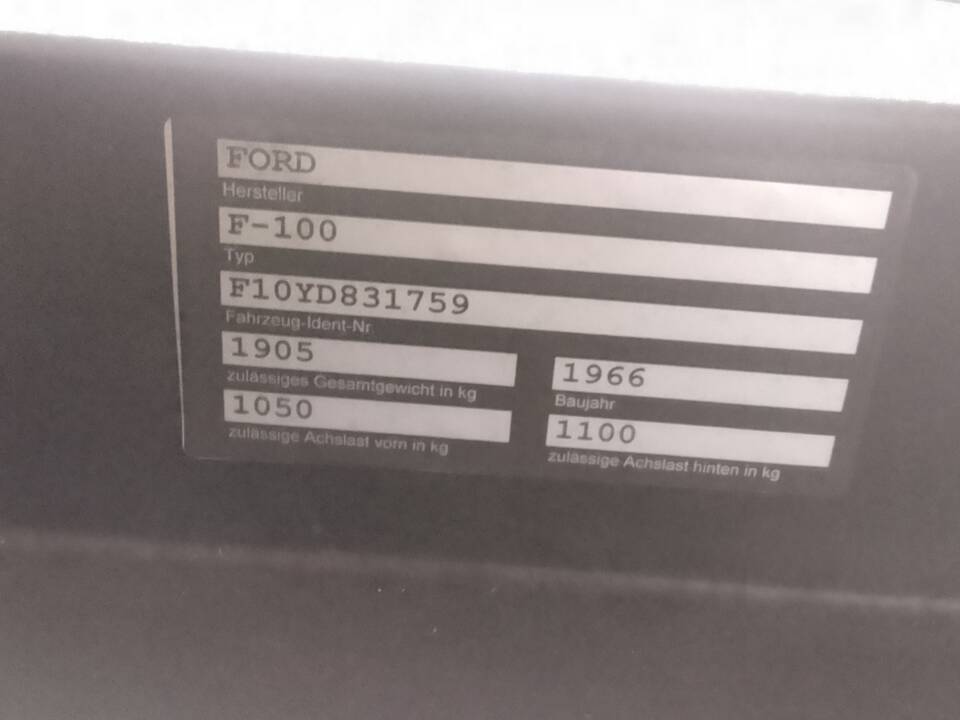 FORD
Hersteller
F-100
Typ
F10YD831759
Fahrzeug-Ident-Nr.
1905
zulässiges Gesamtgewicht in kg
1966
Baujahr
1050
zulässige Achslast vorn in kg
1100
zulässige Achslast hinten in kg